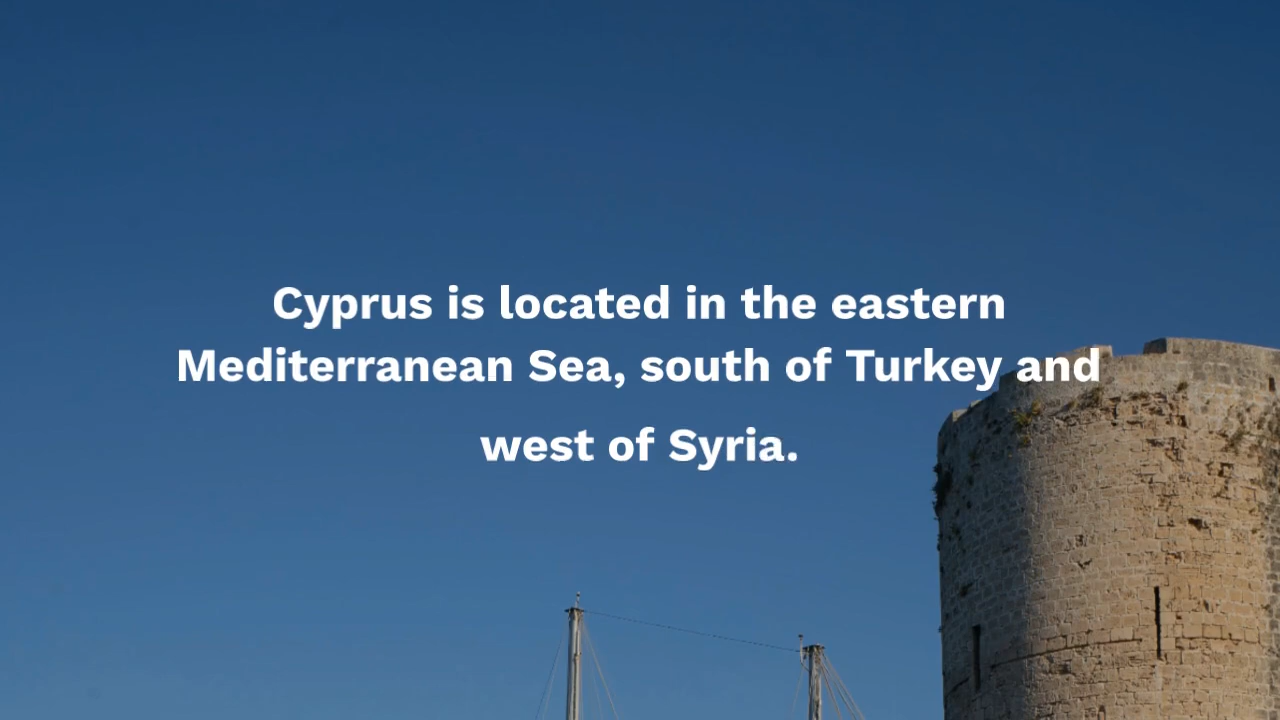 Cyprus is located in the eastern
Mediterranean Sea, south of Turkey and
west of Syria.